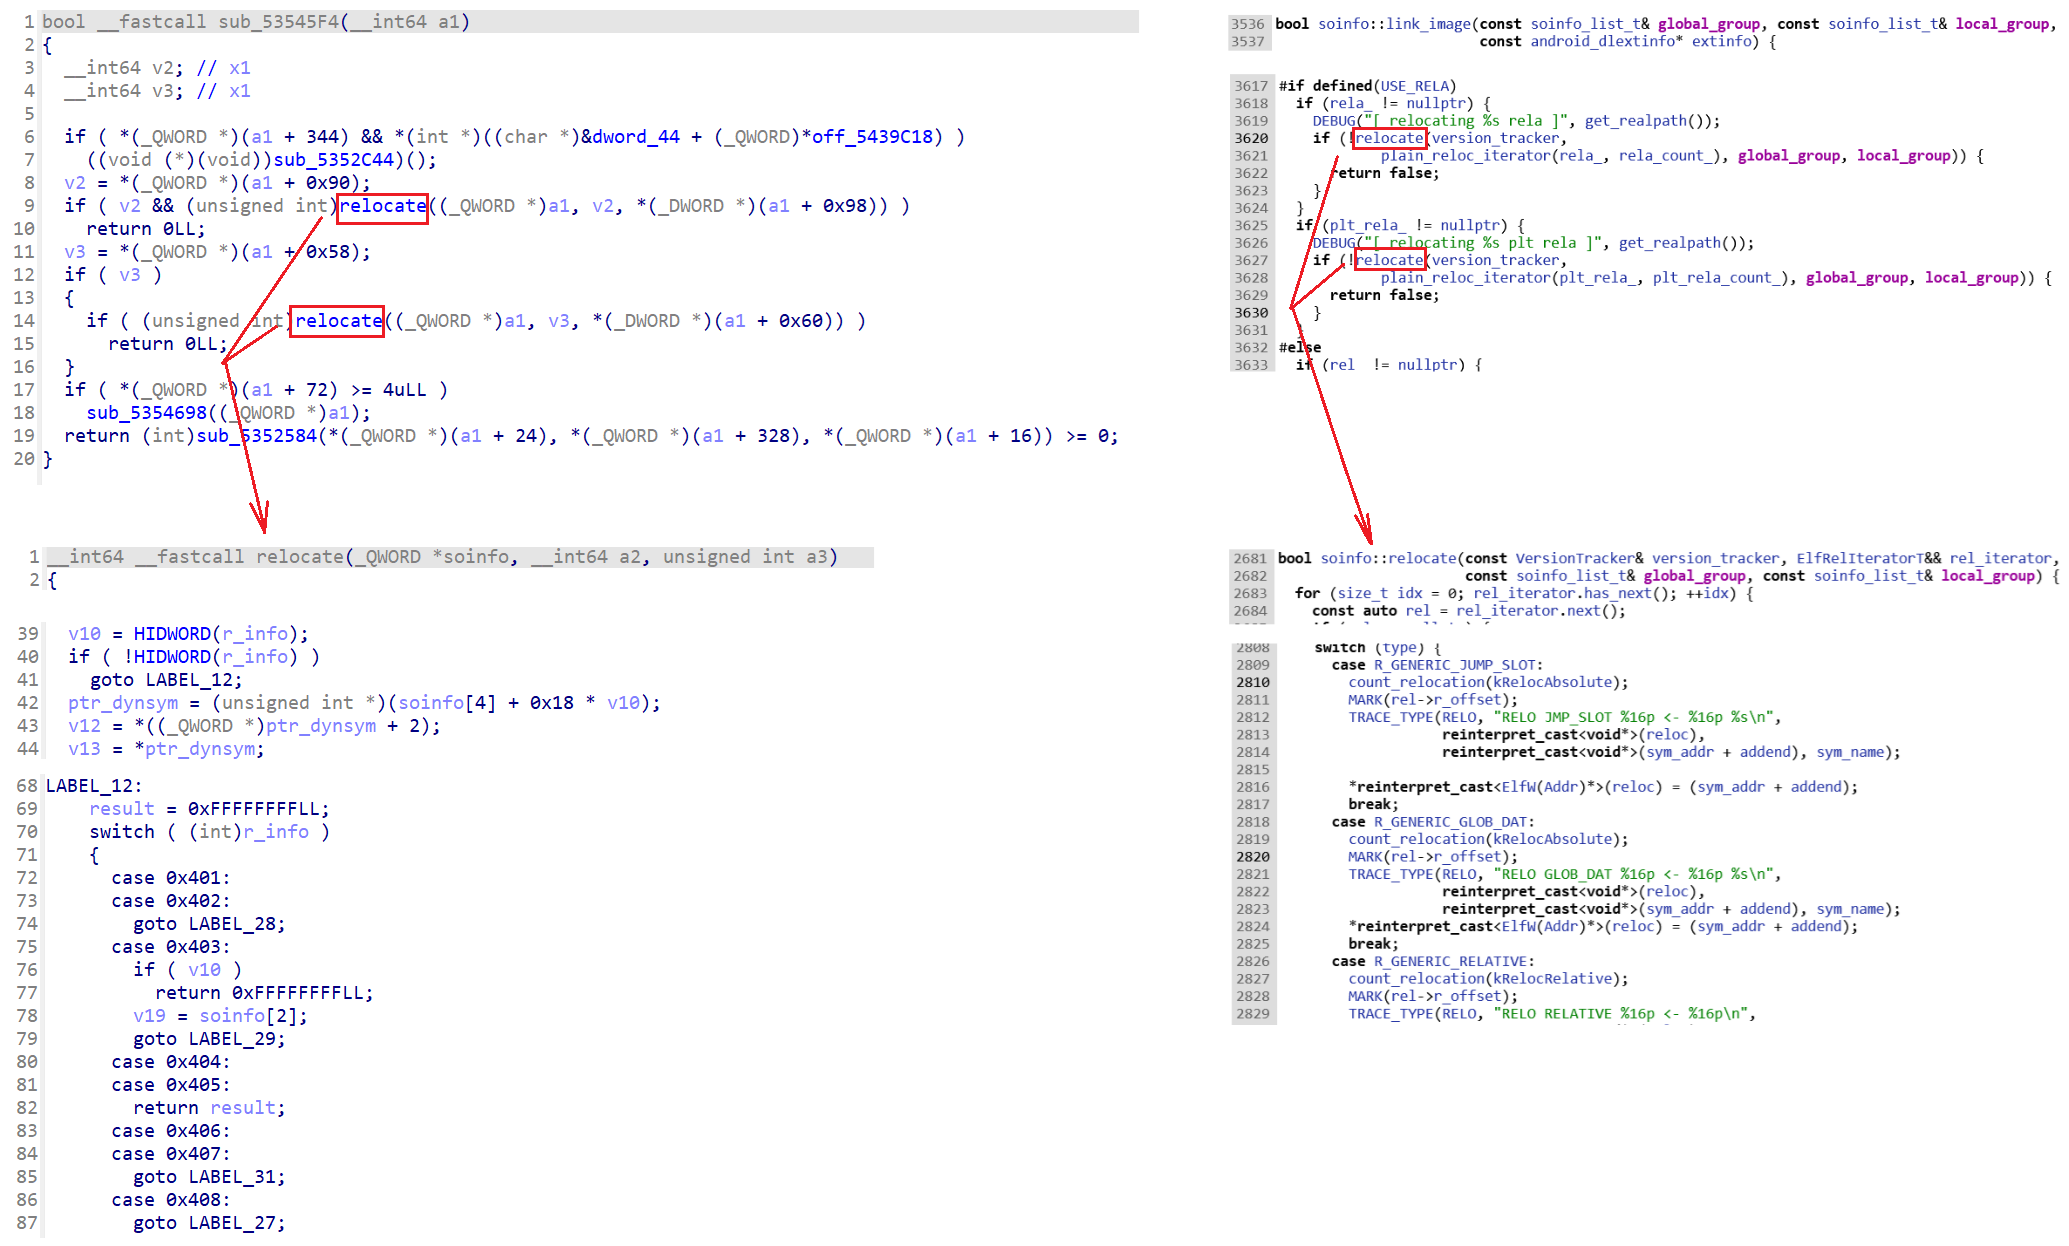 1 bool __fastcall sub_53545F4(__int64 a1)
2 {
3 __int64 v2; // x1
4 __int64 v3; // x1
5
6 if ( *(_QWORD *)(a1 + 344) && *(int *)((char *)&dword_44 + (_QWORD)*off_5439C18) )
7 ((void (*)(void))sub_5352C44)();
8 v2 = *(_QWORD *)(a1 + 0x90);
9 if ( v2 && (unsigned int)relocate((_QWORD *)a1, v2, *(_DWORD *)(a1 + 0x98)) )
10 return 0LL;
11 v3 = *(_QWORD *)(a1 + 0x58);
12 if ( v3 )
13 {
14 if ( (unsigned int)relocate((_QWORD *)a1, v3, *(_DWORD *)(a1 + 0x60)) )
15 return 0LL;
16 }
17 if ( *(_QWORD *)(a1 + 72) >= 4uLL )
18 sub_5354698((_QWORD *)a1);
19 return (int)sub_5352584(*(_QWORD *)(a1 + 24), *(_QWORD *)(a1 + 328), *(_QWORD *)(a1 + 16)) >= 0;
20 }
1 __int64 __fastcall relocate(_QWORD *soinfo, __int64 a2, unsigned int a3)
2 {
39 v10 = HIDWORD(r_info);
40 if ( !HIDWORD(r_info) )
41 goto LABEL_12;
42 ptr_dynsym = (unsigned int *)(soinfo[4] + 0x18 * v10);
43 v12 = *((_QWORD *)ptr_dynsym + 2);
44 v13 = *ptr_dynsym;
68 LABEL_12:
69 result = 0xFFFFFFFFLL;
70 switch ( (int)r_info )
71 {
72 case 0x401:
73 case 0x402:
74 goto LABEL_28;
75 case 0x403:
76 if ( v10 )
77 return 0xFFFFFFFFLL;
78 v19 = soinfo[2];
79 goto LABEL_29;
80 case 0x404:
81 case 0x405:
82 return result;
83 case 0x406:
84 case 0x407:
85 goto LABEL_31;
86 case 0x408:
87 goto LABEL_27;
3536 bool soinfo::link_image(const soinfo_list_t& global_group, const soinfo_list_t& local_group,
3537 const android_dlextinfo* extinfo) {
3617 #if defined(USE_RELA)
3618 if (rela_ != nullptr) {
3619 DEBUG("[ relocating %s rela ]", get_realpath());
3620 if (!relocate(version_tracker,
3621 plain_reloc_iterator(rela_, rela_count_), global_group, local_group)) {
3622 return false;
3623 }
3624 }
3625 if (plt_rela_ != nullptr) {
3626 DEBUG("[ relocating %s plt rela ]", get_realpath());
3627 if (!relocate(version_tracker,
3628 plain_reloc_iterator(plt_rela_, plt_rela_count_), global_group, local_group)) {
3629 return false;
3630 }
3631 }
3632 #else
3633 if (rel_ != nullptr) {
2681 bool soinfo::relocate(const VersionTracker& version_tracker, ElfRelIteratorT&& rel_iterator,
2682 const soinfo_list_t& global_group, const soinfo_list_t& local_group) {
2683 for (size_t idx = 0; rel_iterator.has_next(); ++idx) {
2684 const auto rel = rel_iterator.next();
2808 switch (type) {
2809 case R_GENERIC_JUMP_SLOT:
2810 count_relocation(kRelocAbsolute);
2811 MARK(rel->r_offset);
2812 TRACE_TYPE(RELO, "RELO JMP_SLOT %16p <- %16p %s\n",
2813 reinterpret_cast<void*>(reloc),
2814 reinterpret_cast<void*>(sym_addr + addend), sym_name);
2815
2816 *reinterpret_cast<ElfW(Addr)*>(reloc) = (sym_addr + addend);
2817 break;
2818 case R_GENERIC_GLOB_DAT:
2819 count_relocation(kRelocAbsolute);
2820 MARK(rel->r_offset);
2821 TRACE_TYPE(RELO, "RELO GLOB_DAT %16p <- %16p %s\n",
2822 reinterpret_cast<void*>(reloc),
2823 reinterpret_cast<void*>(sym_addr + addend), sym_name);
2824 *reinterpret_cast<ElfW(Addr)*>(reloc) = (sym_addr + addend);
2825 break;
2826 case R_GENERIC_RELATIVE:
2827 count_relocation(kRelocRelative);
2828 MARK(rel->r_offset);
2829 TRACE_TYPE(RELO, "RELO RELATIVE %16p <- %16p\n",